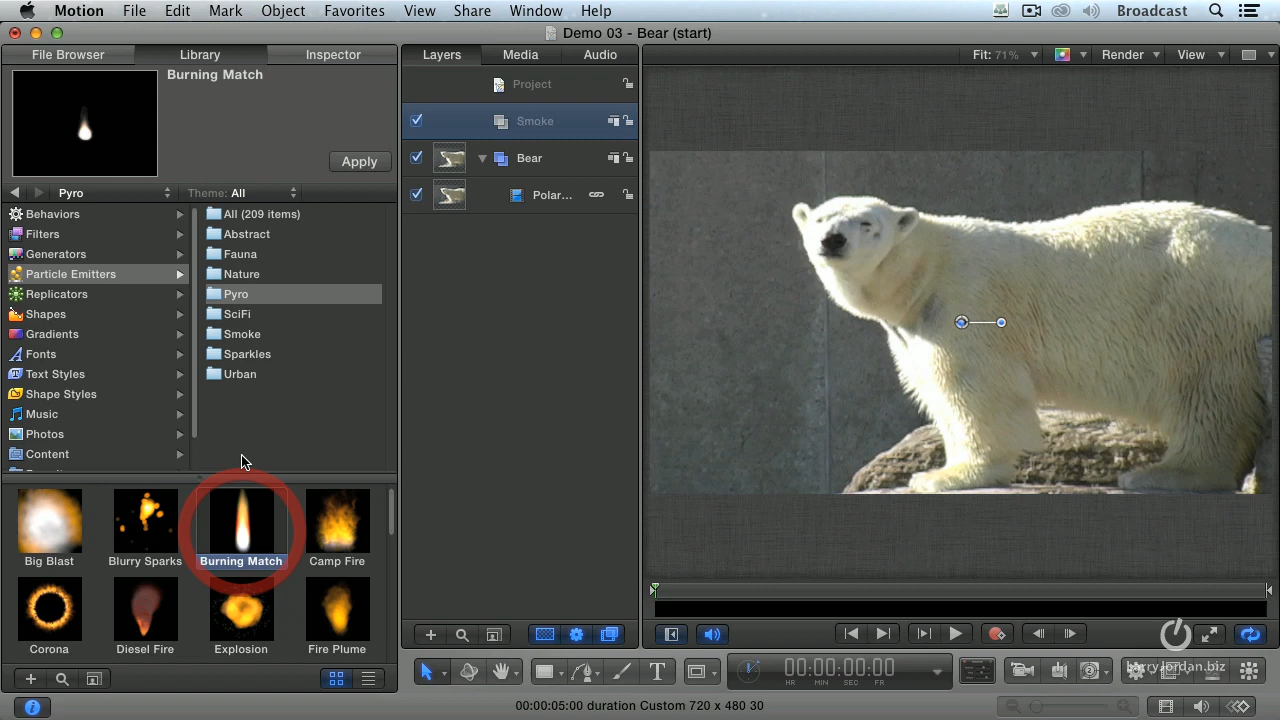 Motion File Edit Mark Object Favorites View Share Window Help Broadcast
Demo 03 - Bear (start)
File Browser Library Inspector
Burning Match
Apply
Pyro Theme: All
Behaviors
Filters
Generators
Particle Emitters
Replicators
Shapes
Gradients
Fonts
Text Styles
Shape Styles
Music
Photos
Content
All (209 items)
Abstract
Fauna
Nature
Pyro
SciFi
Smoke
Sparkles
Urban
Big Blast Blurry Sparks Burning Match Camp Fire
Corona Diesel Fire Explosion Fire Plume
Layers Media Audio
Project
Smoke
Bear
Polar...
Fit: 71% Render View
T
00:00:00:00
HR MIN SEC FR
larryjordan.biz
00:00:05:00 duration Custom 720 x 480 30